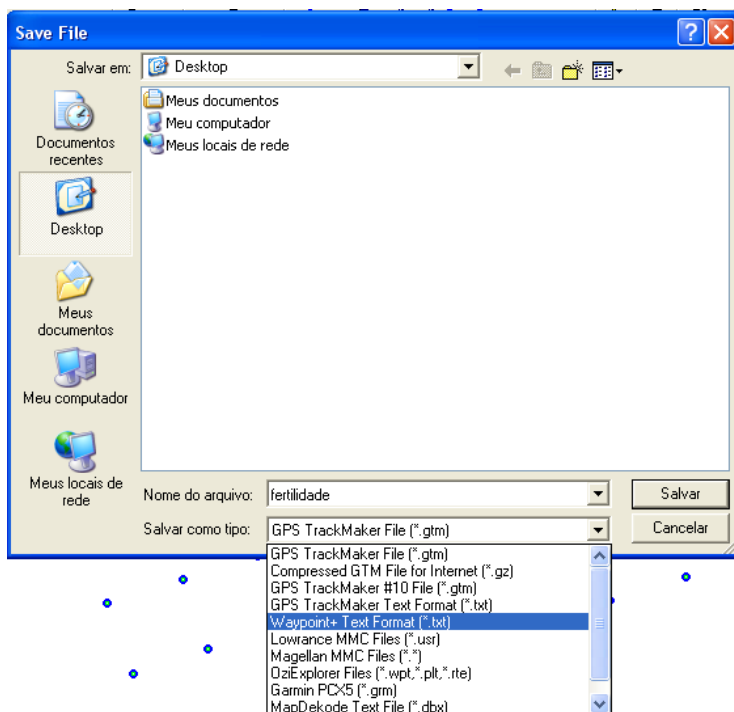 Save File
Salvar em: Desktop
Meus documentos
Meu computador
Meus locais de rede
Documentos
recentes
Desktop
Meus
documentos
Meu computador
Meus locais de
rede
Nome do arquivo: fertilidade Salvar
Salvar como tipo: GPS TrackMaker File (*.gtm) Cancelar
GPS TrackMaker File (*.gtm)
Compressed GTM File for Internet (*.gz)
GPS TrackMaker #10 File (*.gtm)
GPS TrackMaker Text Format (*.txt)
Waypoint+ Text Format (*.txt)
Lowrance MMC Files (*.usr)
Magellan MMC Files (*.*)
OziExplorer Files (*.wpt,*.plt,*.rte)
Garmin PCX5 (*.grm)
MapDekode Text File (*.dbx)